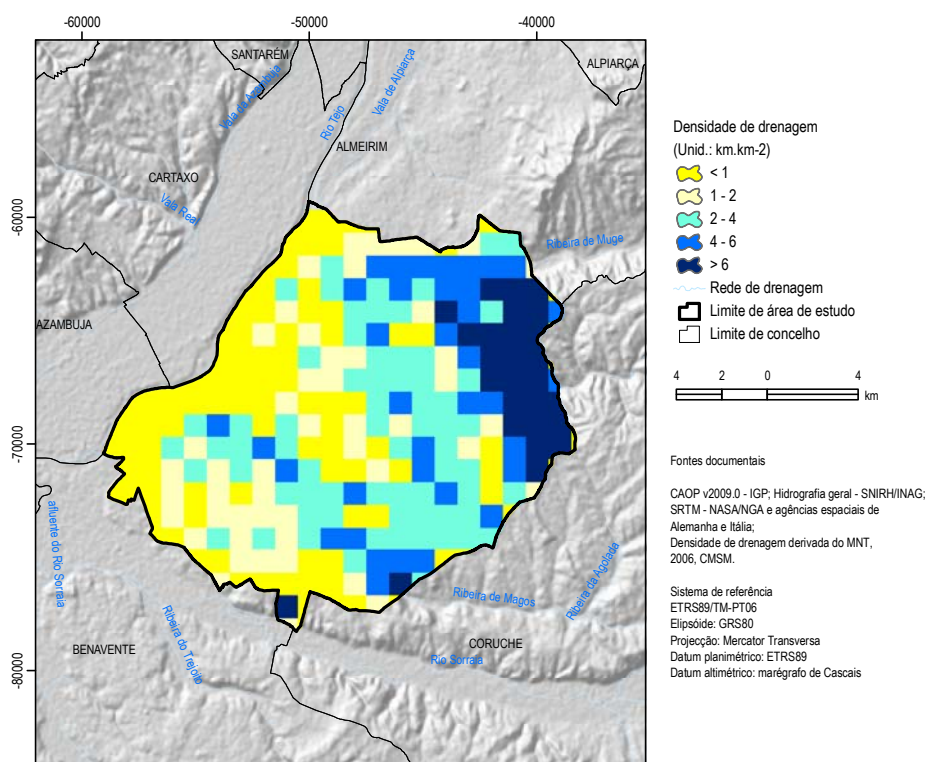 -60000
-50000
-40000
SANTARÉM
ALPIARÇA
Vala da Azambuja
Rio Tejo
Vala de Alpiarça
ALMEIRIM
CARTAXO
Vala Real
-60000
Ribeira de Muge
AZAMBUJA
-70000
afluente do Rio Sorraia
Ribeira de Magos
Ribeira da Agolada
Ribeira do Trejoito
BENAVENTE
CORUCHE
Rio Sorraia
-80000
Densidade de drenagem
(Unid.: km.km-2)
< 1
1 - 2
2 - 4
4 - 6
> 6
Rede de drenagem
Limite de área de estudo
Limite de concelho
4 2 0 4
km
Fontes documentais
CAOP v2009.0 - IGP; Hidrografia geral - SNIRH/INAG;
SRTM - NASA/NGA e agências espaciais de
Alemanha e Itália;
Densidade de drenagem derivada do MNT,
2006, CMSM.
Sistema de referência
ETRS89/TM-PT06
Elipsóide: GRS80
Projecção: Mercator Transversa
Datum planimétrico: ETRS89
Datum altimétrico: marégrafo de Cascais